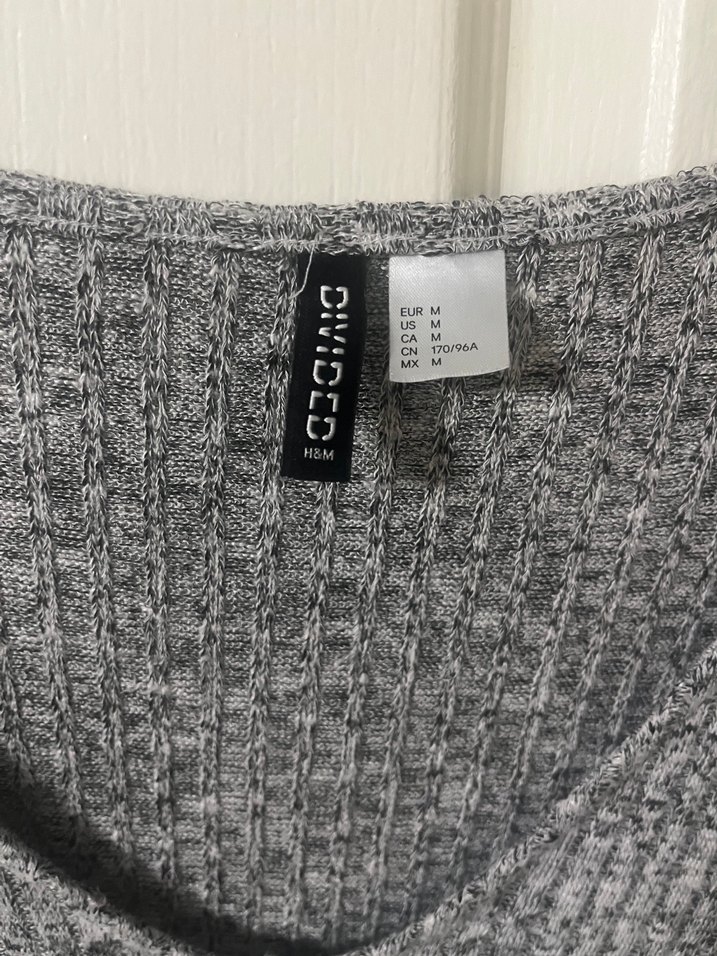 DIVIDED
H&M
EUR M
US M
CA M
CN 170/96A
MX M